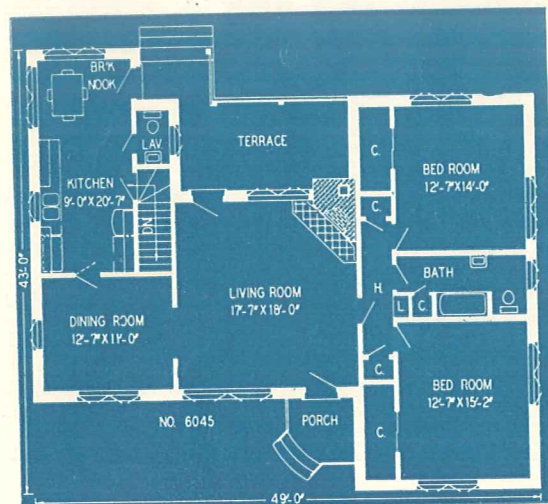 BR'K
NOOK
LAV.
TERRACE
C.
BED ROOM
12'-7"X14'-0"
KITCHEN
9'-0"X20'-7"
DN
C.
BATH
43'-0"
H.
LIVING ROOM
17'-7"X18'-0"
L.
C.
DINING ROOM
12'-7"X11'-0"
C.
BED ROOM
12'-7"X15'-2"
NO. 6045
PORCH
C.
49'-0"